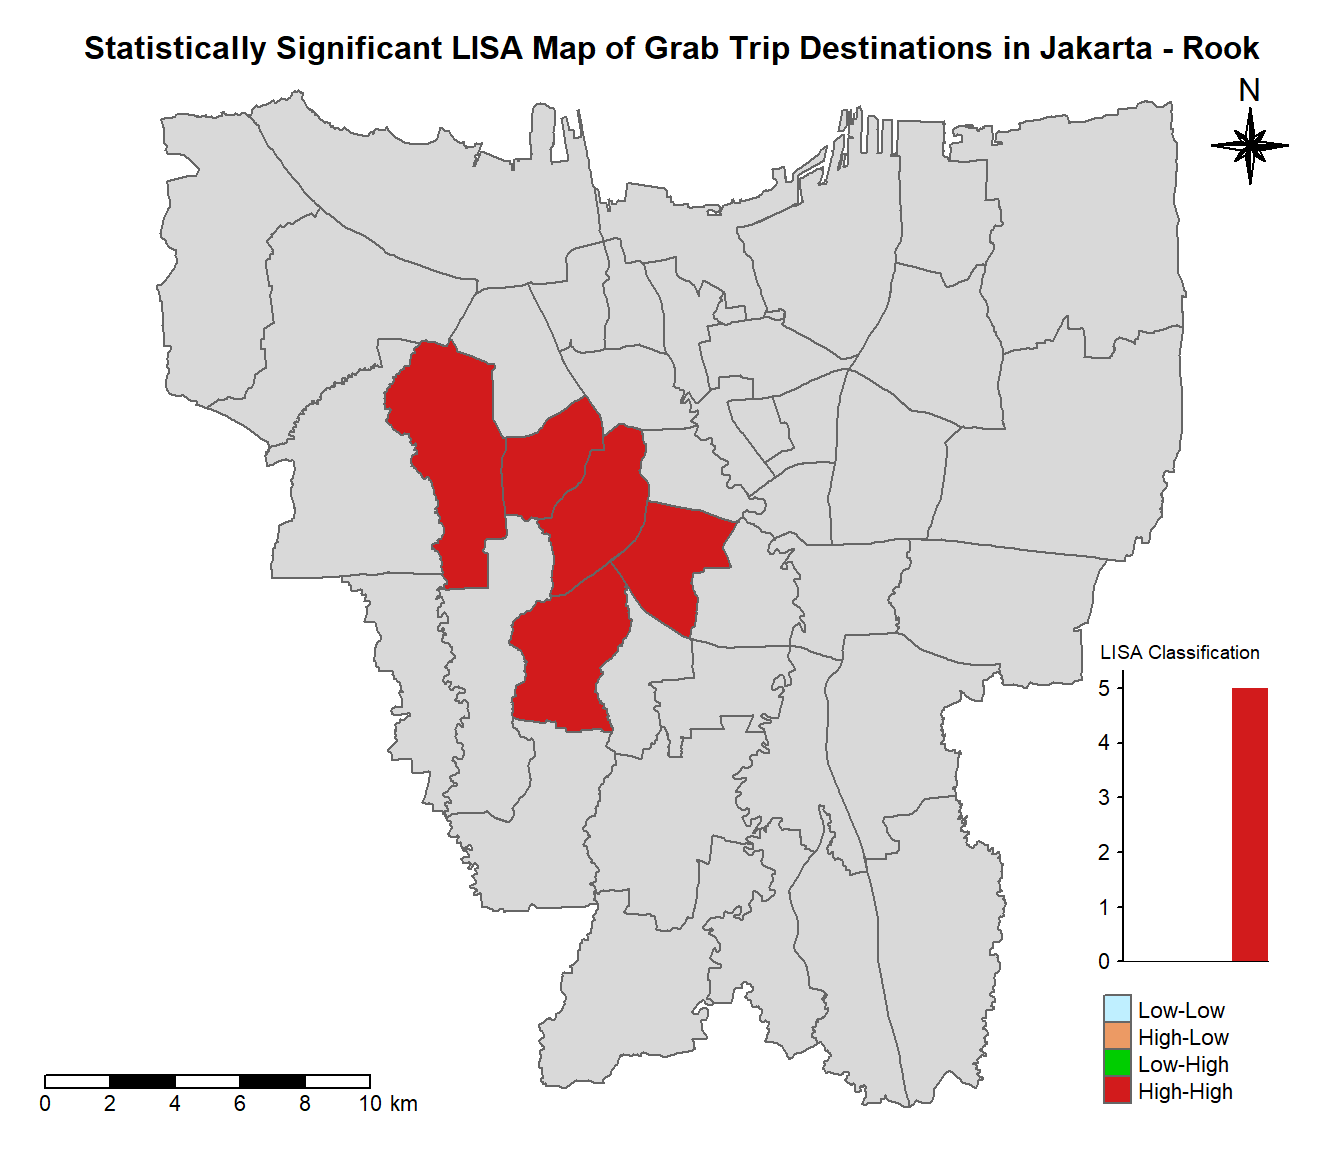 Statistically Significant LISA Map of Grab Trip Destinations in Jakarta - Rook
N
LISA Classification
5
4
3
2
1
0
Low-Low
High-Low
Low-High
High-High
0 2 4 6 8 10 km